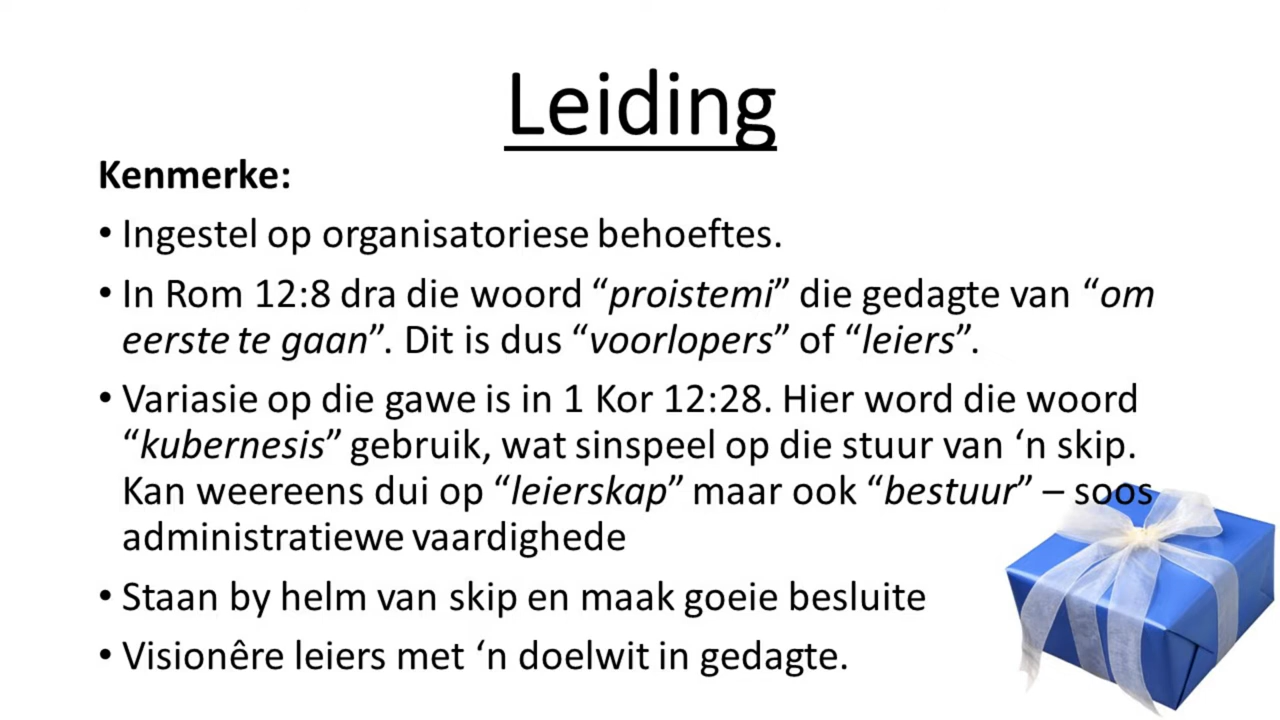 Leiding
Kenmerke:
• Ingestel op organisatoriese behoeftes.
• In Rom 12:8 dra die woord “proistemi” die gedagte van “om
eerste te gaan”. Dit is dus “voorlopers” of “leiers”.
• Variasie op die gawe is in 1 Kor 12:28. Hier word die woord
“kubernesis” gebruik, wat sinspeel op die stuur van ‘n skip.
Kan weereens dui op “leierskap” maar ook “bestuur” – soos
administratiewe vaardighede
• Staan by helm van skip en maak goeie besluite
• Visionêre leiers met ‘n doelwit in gedagte.